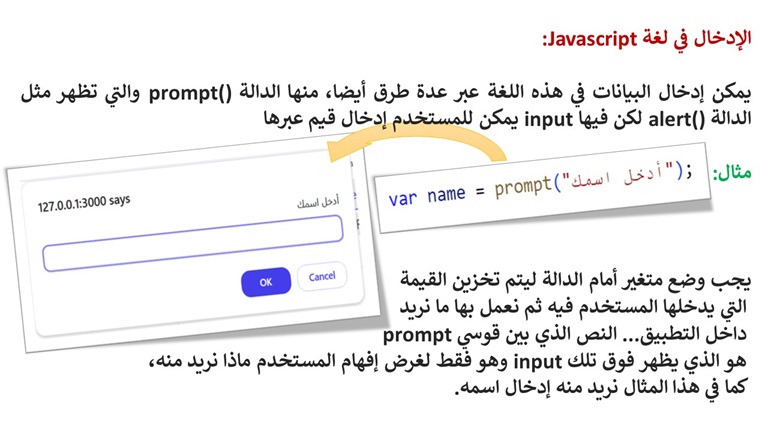 الإدخال في لغة Javascript:
يمكن إدخال البيانات في هذه اللغة عبر عدة طرق أيضا، منها الدالة prompt()‎ والتي تظهر مثل
الدالة alert()‎ لكن فيها input يمكن للمستخدم إدخال قيم عبرها
مثال:
var name = prompt("أدخل اسمك");
127.0.0.1:3000 says
أدخل اسمك
OK
Cancel
يجب وضع متغير أمام الدالة ليتم تخزين القيمة
التي يدخلها المستخدم فيه ثم نعمل بها ما نريد
داخل التطبيق... النص الذي بين قوسي prompt
هو الذي يظهر فوق تلك input وهو فقط لغرض إفهام المستخدم ماذا نريد منه،
كما في هذا المثال نريد منه إدخال اسمه.